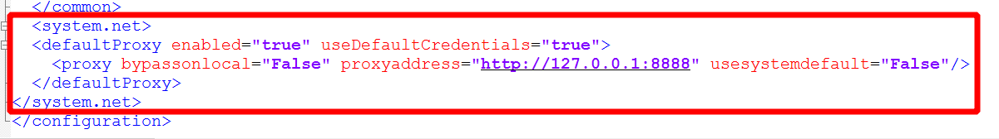 </common>
<system.net>
<defaultProxy enabled="true" useDefaultCredentials="true">
<proxy bypassonlocal="False" proxyaddress="http://127.0.0.1:8888" usesystemdefault="False"/>
</defaultProxy>
</system.net>
</configuration>